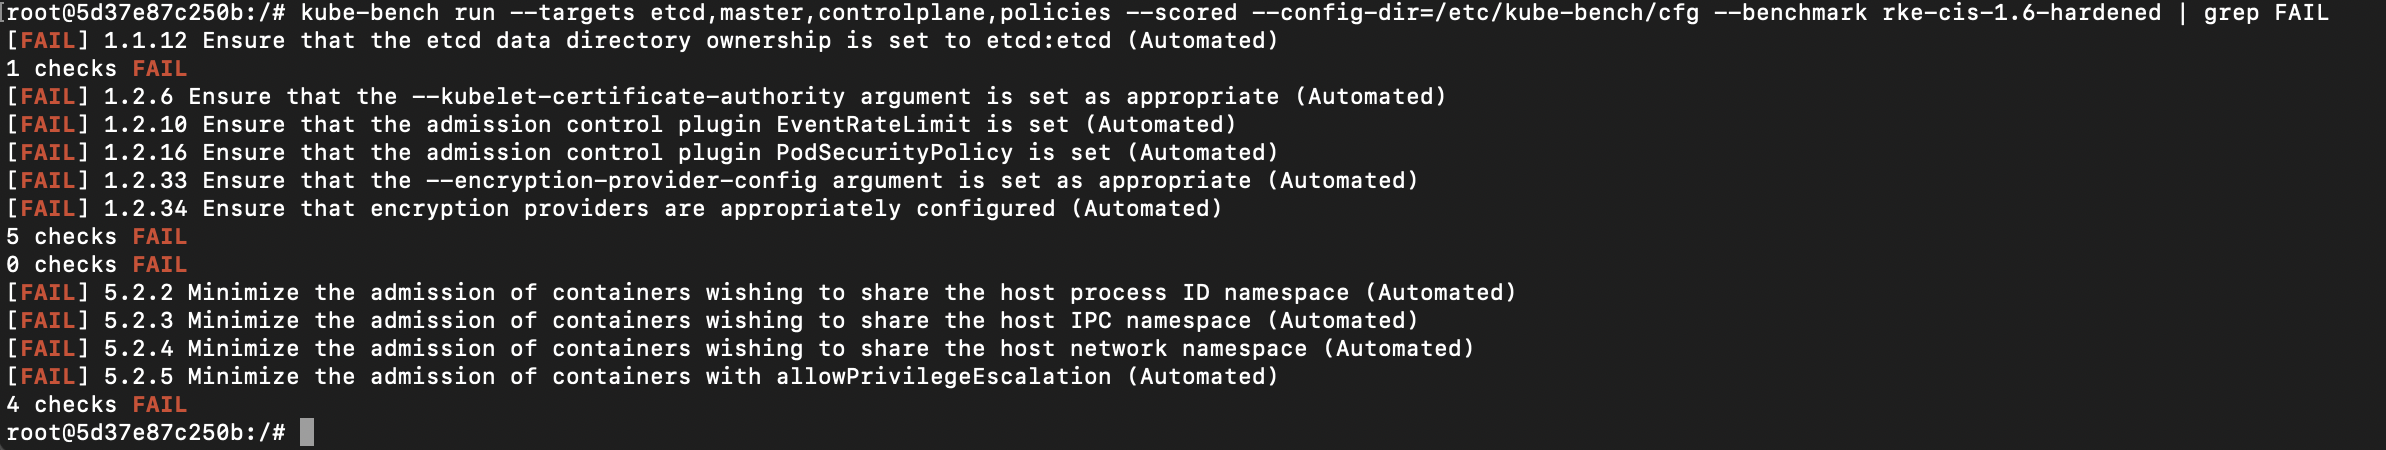 root@5d37e87c250b:/# kube-bench run --targets etcd,master,controlplane,policies --scored --config-dir=/etc/kube-bench/cfg --benchmark rke-cis-1.6-hardened | grep FAIL
[FAIL] 1.1.12 Ensure that the etcd data directory ownership is set to etcd:etcd (Automated)
1 checks FAIL
[FAIL] 1.2.6 Ensure that the --kubelet-certificate-authority argument is set as appropriate (Automated)
[FAIL] 1.2.10 Ensure that the admission control plugin EventRateLimit is set (Automated)
[FAIL] 1.2.16 Ensure that the admission control plugin PodSecurityPolicy is set (Automated)
[FAIL] 1.2.33 Ensure that the --encryption-provider-config argument is set as appropriate (Automated)
[FAIL] 1.2.34 Ensure that encryption providers are appropriately configured (Automated)
5 checks FAIL
0 checks FAIL
[FAIL] 5.2.2 Minimize the admission of containers wishing to share the host process ID namespace (Automated)
[FAIL] 5.2.3 Minimize the admission of containers wishing to share the host IPC namespace (Automated)
[FAIL] 5.2.4 Minimize the admission of containers wishing to share the host network namespace (Automated)
[FAIL] 5.2.5 Minimize the admission of containers with allowPrivilegeEscalation (Automated)
4 checks FAIL
root@5d37e87c250b:/#